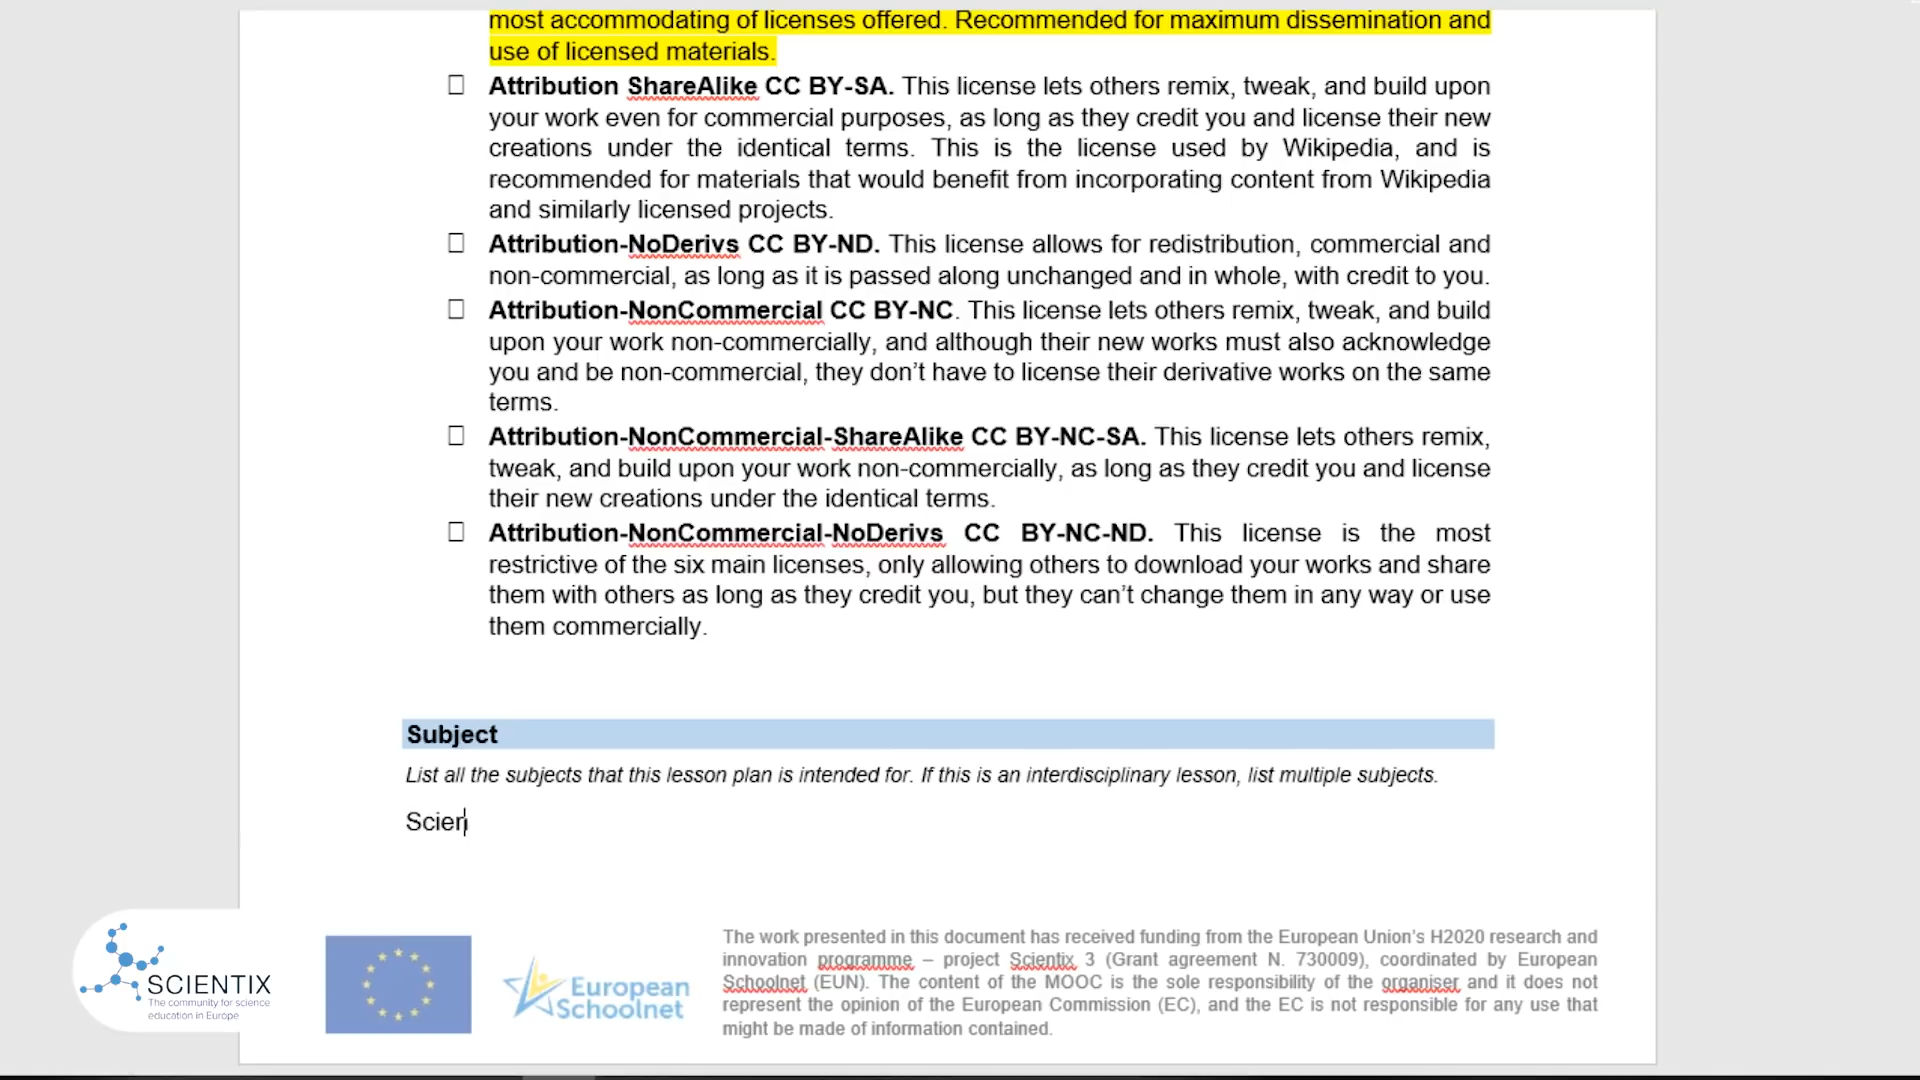 most accommodating of licenses offered. Recommended for maximum dissemination and
use of licensed materials.
Attribution ShareAlike CC BY-SA. This license lets others remix, tweak, and build upon
your work even for commercial purposes, as long as they credit you and license their new
creations under the identical terms. This is the license used by Wikipedia, and is
recommended for materials that would benefit from incorporating content from Wikipedia
and similarly licensed projects.
Attribution-NoDerivs CC BY-ND. This license allows for redistribution, commercial and
non-commercial, as long as it is passed along unchanged and in whole, with credit to you.
Attribution-NonCommercial CC BY-NC. This license lets others remix, tweak, and build
upon your work non-commercially, and although their new works must also acknowledge
you and be non-commercial, they don’t have to license their derivative works on the same
terms.
Attribution-NonCommercial-ShareAlike CC BY-NC-SA. This license lets others remix,
tweak, and build upon your work non-commercially, as long as they credit you and license
their new creations under the identical terms.
Attribution-NonCommercial-NoDerivs CC BY-NC-ND. This license is the most
restrictive of the six main licenses, only allowing others to download your works and share
them with others as long as they credit you, but they can’t change them in any way or use
them commercially.
Subject
List all the subjects that this lesson plan is intended for. If this is an interdisciplinary lesson, list multiple subjects.
Scien
SCIENTIX
The community for science
education in Europe
European
Schoolnet
The work presented in this document has received funding from the European Union’s H2020 research and
innovation programme – project Scientix 3 (Grant agreement N. 730009), coordinated by European
Schoolnet (EUN). The content of the MOOC is the sole responsibility of the organiser and it does not
represent the opinion of the European Commission (EC), and the EC is not responsible for any use that
might be made of information contained.